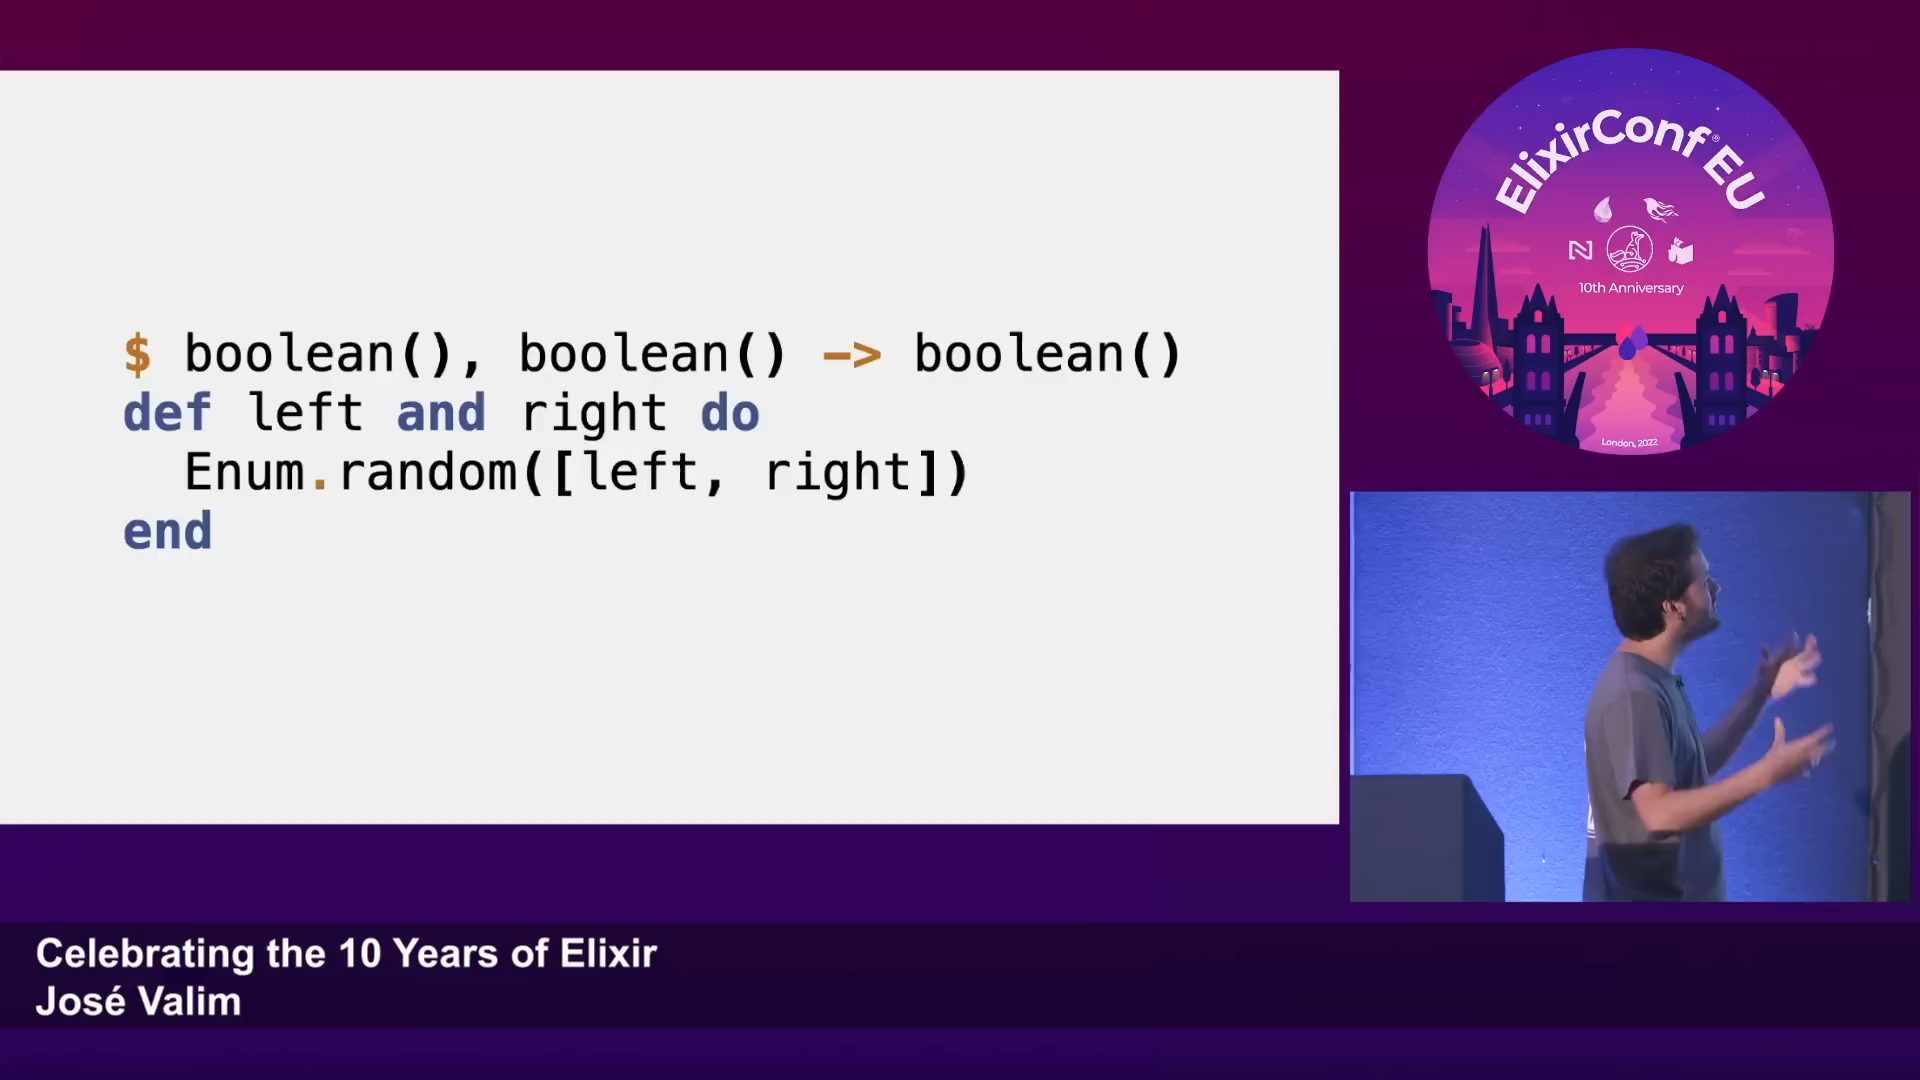 $ boolean(), boolean() -> boolean()
def left and right do
  Enum.random([left, right])
end
ElixirConf® EU
10th Anniversary
London, 2022
Celebrating the 10 Years of Elixir
José Valim